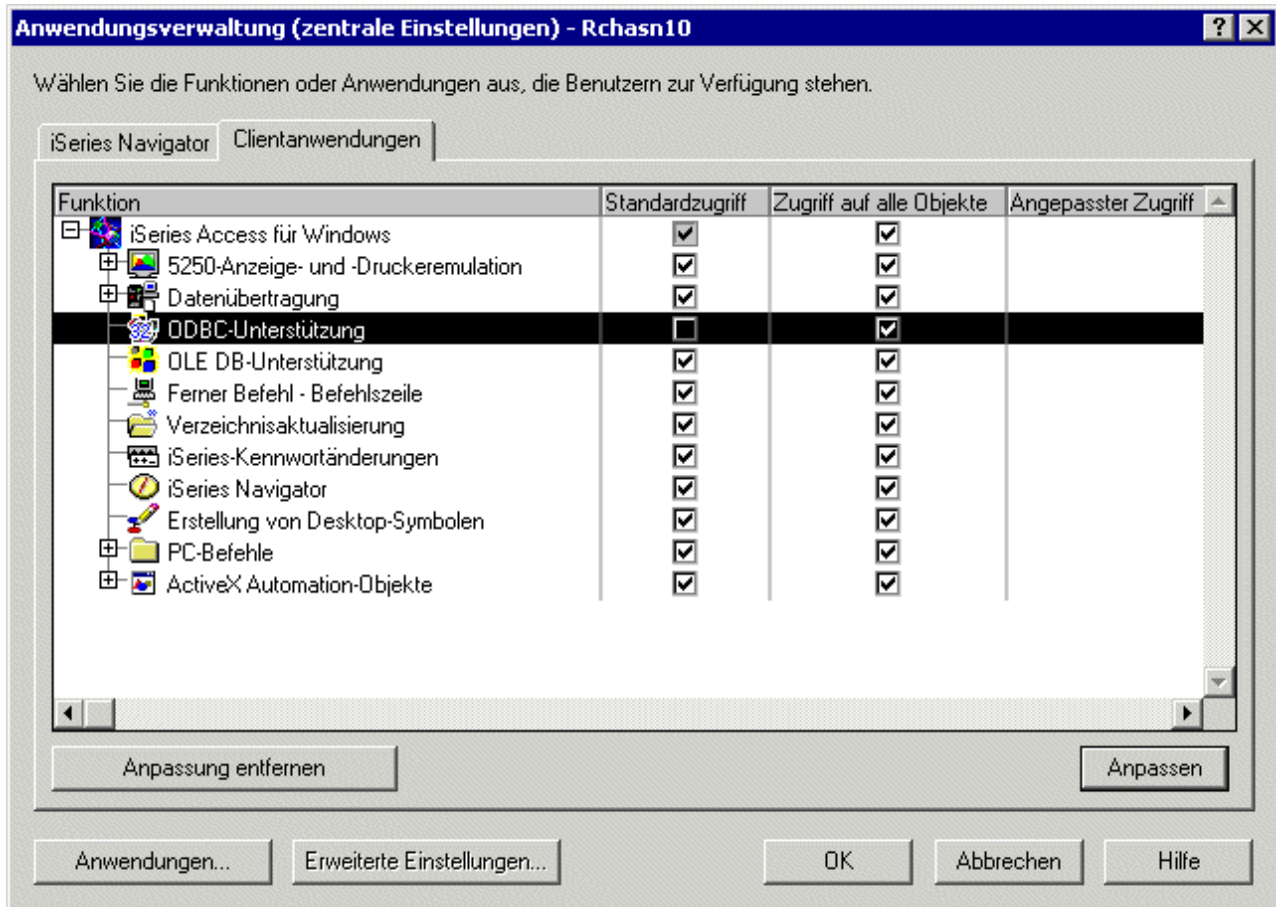 Anwendungsverwaltung (zentrale Einstellungen) - Rchasn10
Wählen Sie die Funktionen oder Anwendungen aus, die Benutzern zur Verfügung stehen.
iSeries Navigator Clientanwendungen
Funktion Standardzugriff Zugriff auf alle Objekte Angepasster Zugriff
iSeries Access für Windows
5250-Anzeige- und -Druckeremulation
Datenübertragung
32 ODBC-Unterstützung
OLE DB-Unterstützung
Ferner Befehl - Befehlszeile
Verzeichnisaktualisierung
iSeries-Kennwortänderungen
iSeries Navigator
Erstellung von Desktop-Symbolen
PC-Befehle
ActiveX Automation-Objekte
Anpassung entfernen Anpassen
Anwendungen... Erweiterte Einstellungen... OK Abbrechen Hilfe